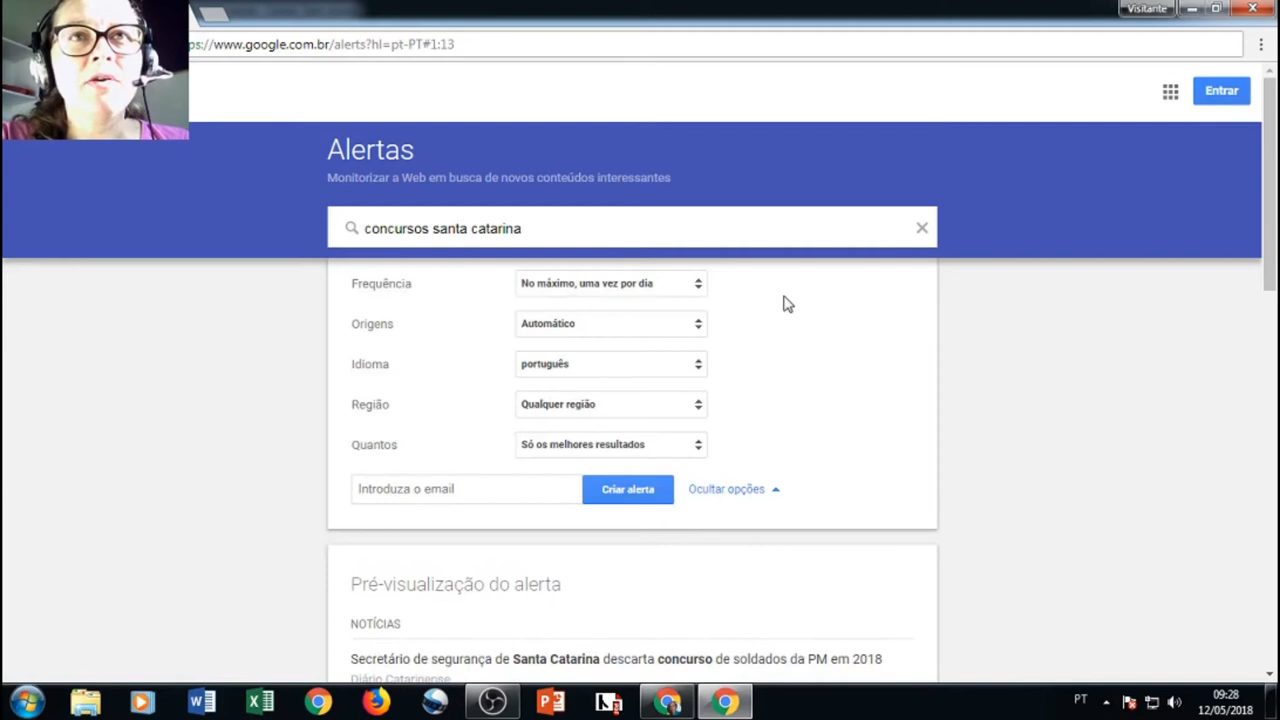 Visitante
ps://www.google.com.br/alerts?hl=pt-PT#1:13
Entrar
Alertas
Monitorizar a Web em busca de novos conteúdos interessantes
concursos santa catarina
Frequência No máximo, uma vez por dia
Origens Automático
Idioma português
Região Qualquer região
Quantos Só os melhores resultados
Introduza o email Criar alerta Ocultar opções
Pré-visualização do alerta
NOTÍCIAS
Secretário de segurança de Santa Catarina descarta concurso de soldados da PM em 2018
Diário Catarinense
PT 09:28
12/05/2018